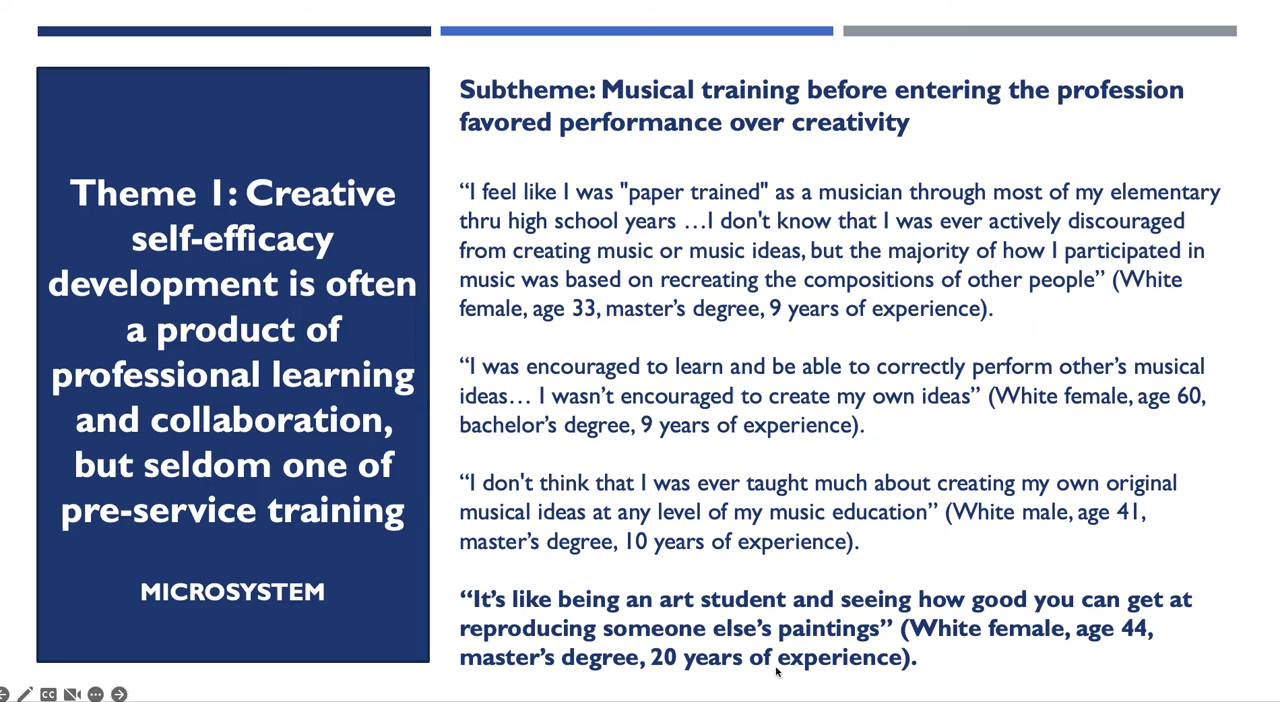 Theme 1: Creative
self-efficacy
development is often
a product of
professional learning
and collaboration,
but seldom one of
pre-service training
MICROSYSTEM
Subtheme: Musical training before entering the profession
favored performance over creativity
“I feel like I was "paper trained" as a musician through most of my elementary
thru high school years …I don't know that I was ever actively discouraged
from creating music or music ideas, but the majority of how I participated in
music was based on recreating the compositions of other people” (White
female, age 33, master’s degree, 9 years of experience).
“I was encouraged to learn and be able to correctly perform other’s musical
ideas… I wasn’t encouraged to create my own ideas” (White female, age 60,
bachelor’s degree, 9 years of experience).
“I don't think that I was ever taught much about creating my own original
musical ideas at any level of my music education” (White male, age 41,
master’s degree, 10 years of experience).
“It’s like being an art student and seeing how good you can get at
reproducing someone else’s paintings” (White female, age 44,
master’s degree, 20 years of experience).
CC